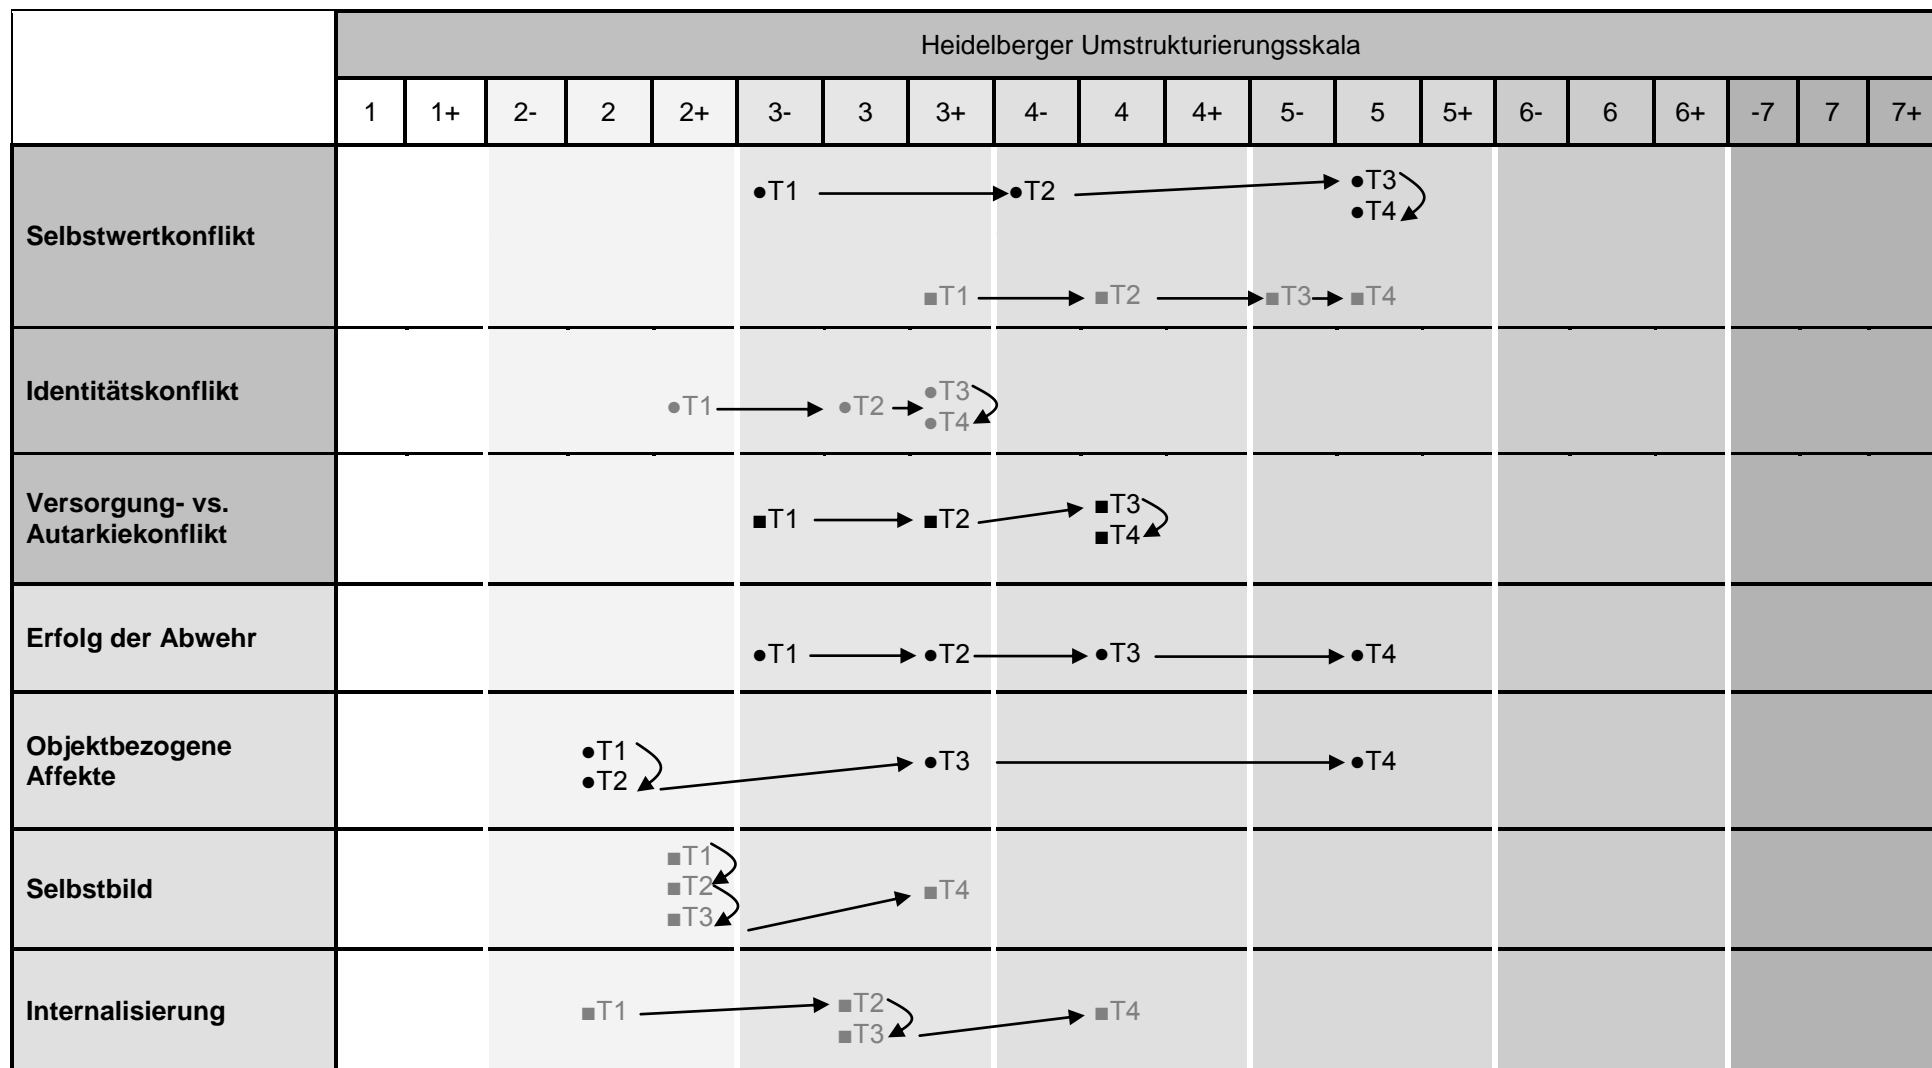 Heidelberger Umstrukturierungsskala
1 1+ 2- 2 2+ 3- 3 3+ 4- 4 4+ 5- 5 5+ 6- 6 6+ -7 7 7+
Selbstwertkonflikt
●T1 ●T2 ●T3
●T4
■T1 ■T2 ■T3 ■T4
Identitätskonflikt
●T1 ●T2 ●T3
●T4
Versorgung- vs.
Autarkiekonflikt
■T1 ■T2 ■T3
■T4
Erfolg der Abwehr
●T1 ●T2 ●T3 ●T4
Objektbezogene
Affekte
●T1
●T2
●T3 ●T4
Selbstbild
■T1
■T2
■T3
■T4
Internalisierung
■T1 ■T2
■T3
■T4